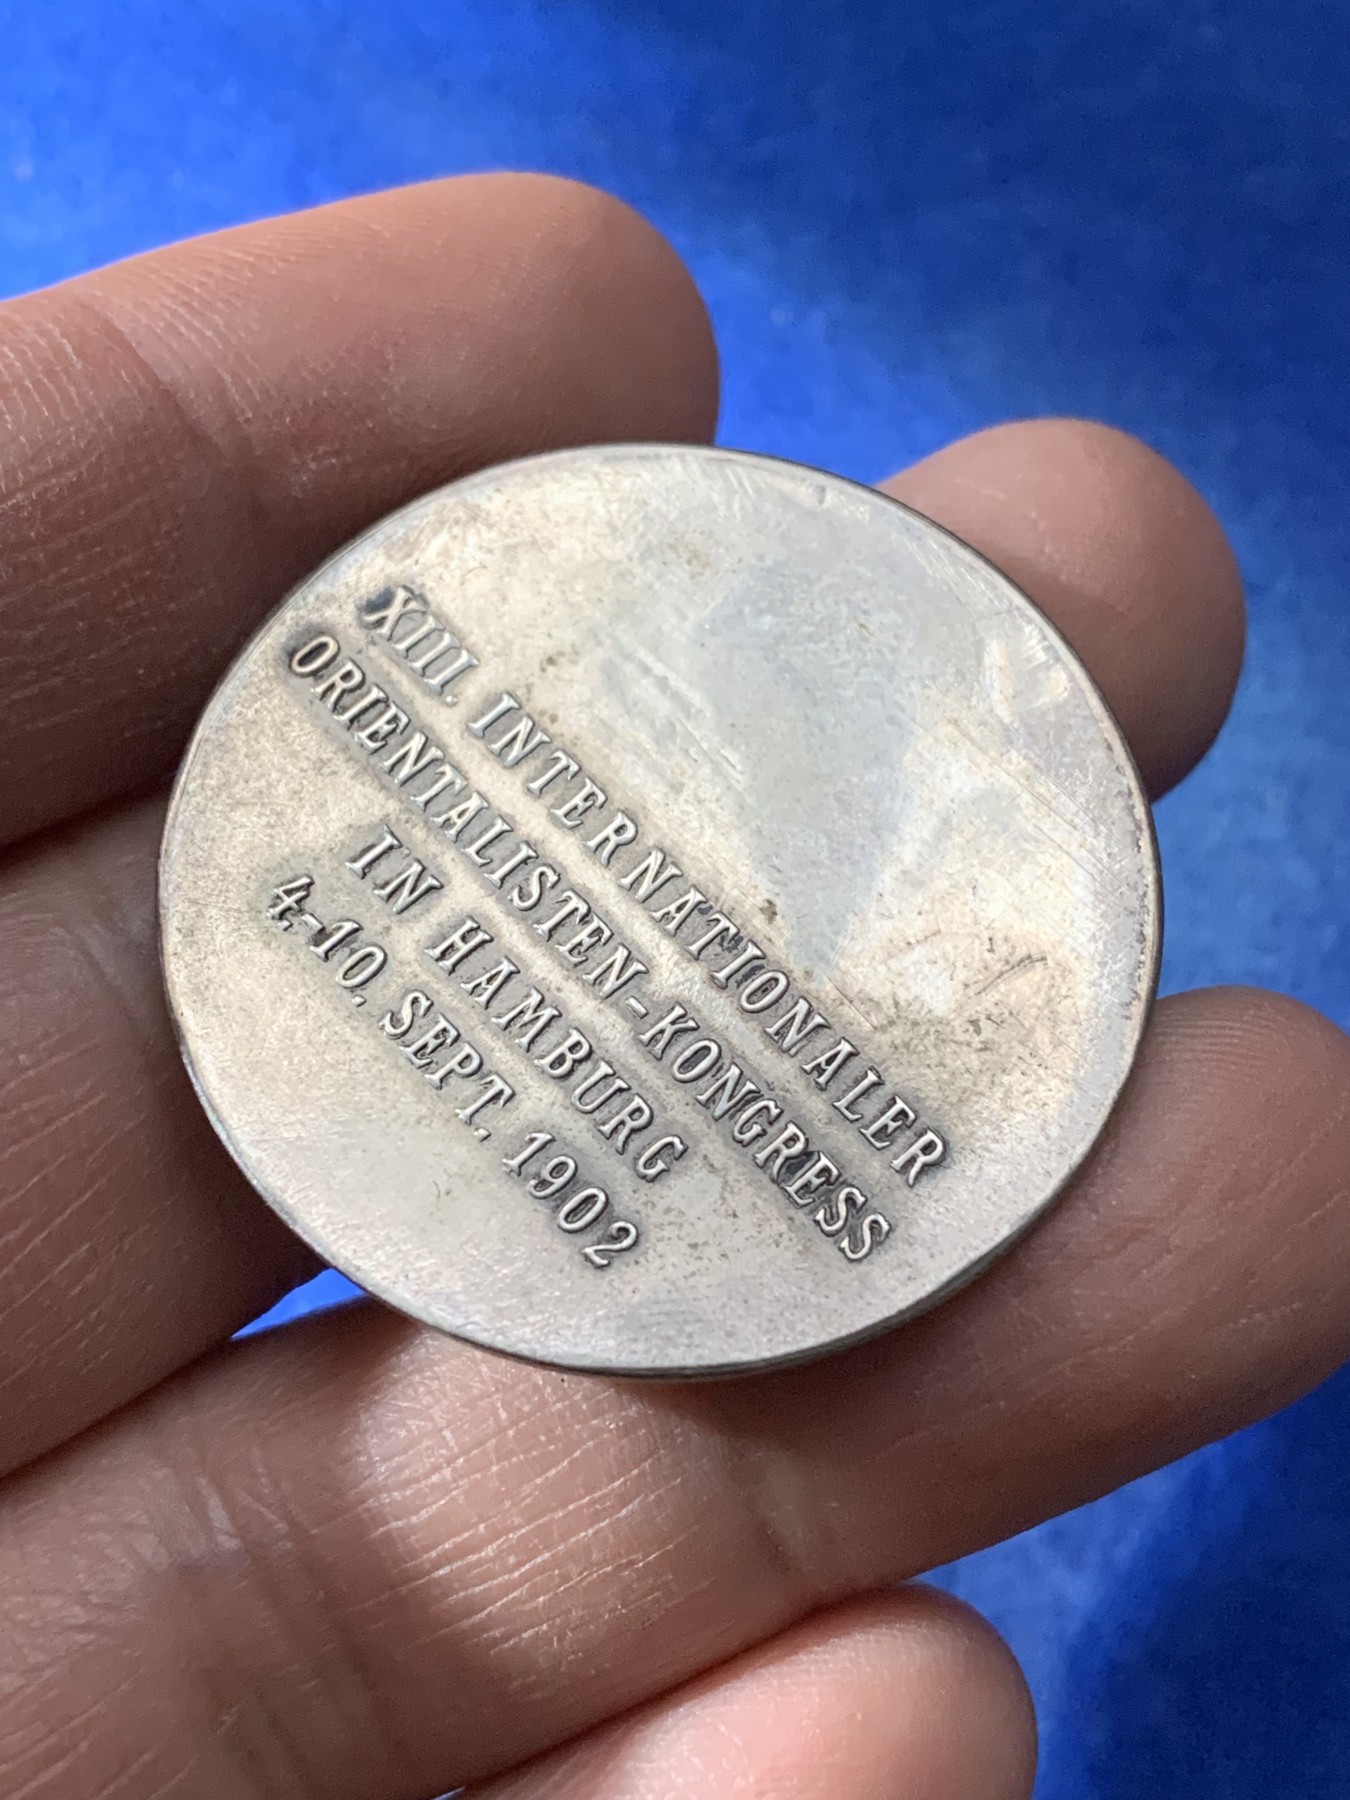 XIII. INTERNATIONALER
ORIENTALISTEN-KONGRESS
IN HAMBURG
4.-10. SEPT. 1902